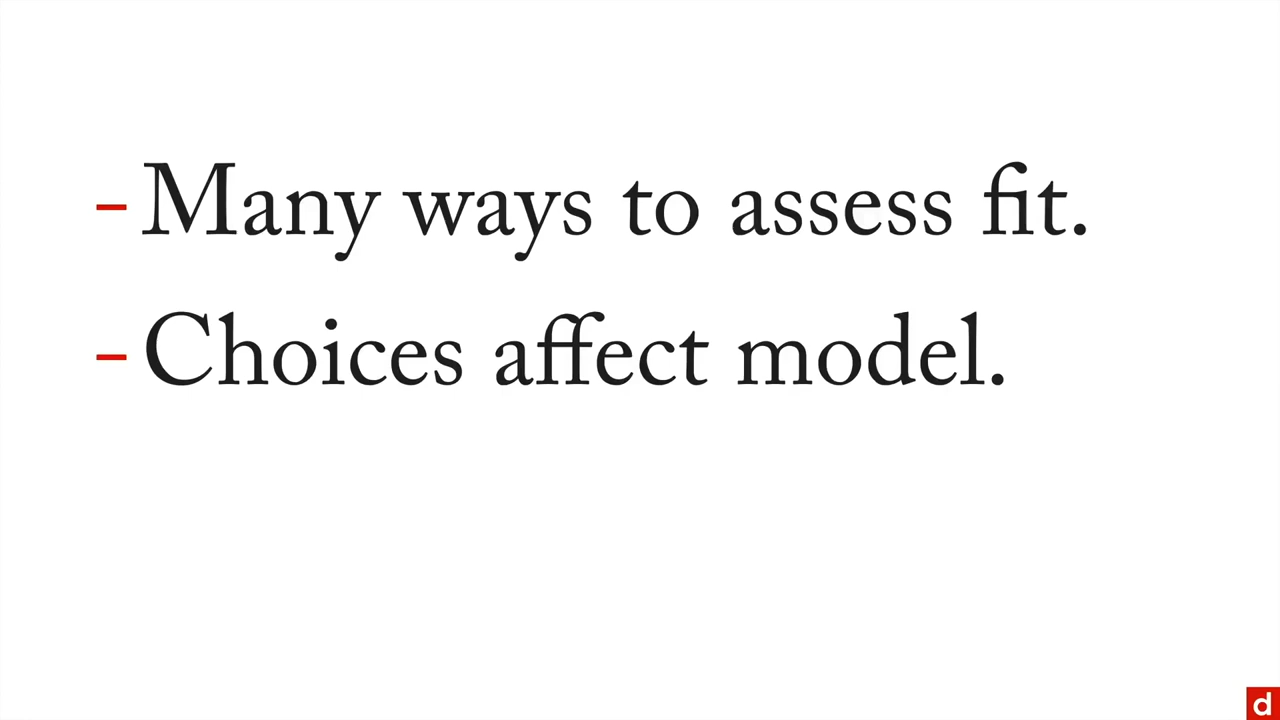 – Many ways to assess fit.
– Choices affect model.
d